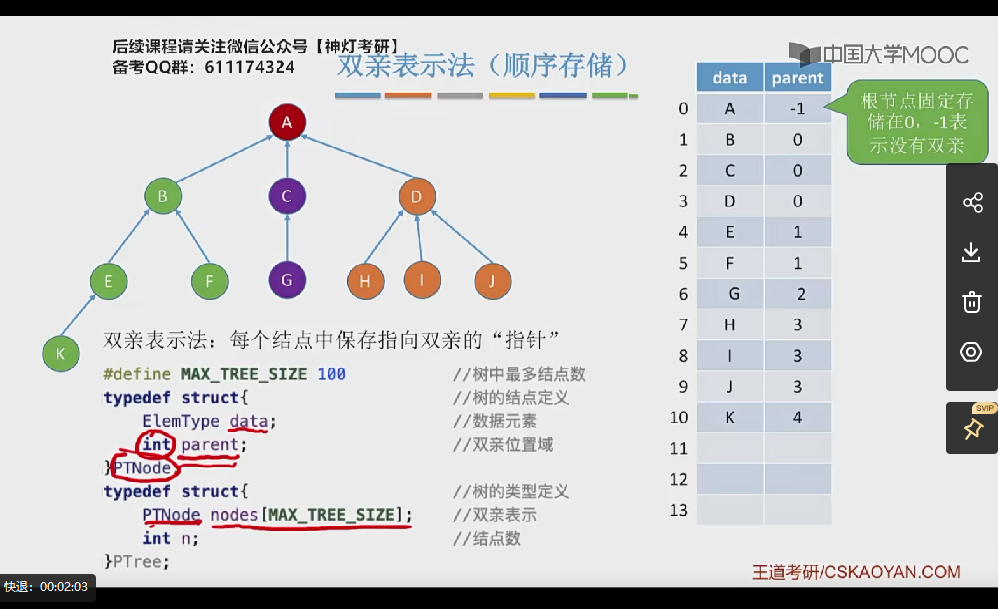 后续课程请关注微信公众号【神灯考研】
备考QQ群：611174324
双亲表示法（顺序存储）
中国大学MOOC
data parent
0 A -1
1 B 0
2 C 0
3 D 0
4 E 1
5 F 1
6 G 2
7 H 3
8 I 3
9 J 3
10 K 4
11
12
13
根节点固定存
储在0，-1表
示没有双亲
A
B C D
E F G H I J
K
双亲表示法：每个结点中保存指向双亲的“指针”
#define MAX_TREE_SIZE 100 //树中最多结点数
typedef struct{ //树的结点定义
ElemType data; //数据元素
int parent; //双亲位置域
}PTNode
typedef struct{ //树的类型定义
PTNode nodes[MAX_TREE_SIZE]; //双亲表示
int n; //结点数
}PTree;
王道考研/CSKAOYAN.COM
SVIP
快退：00:02:03